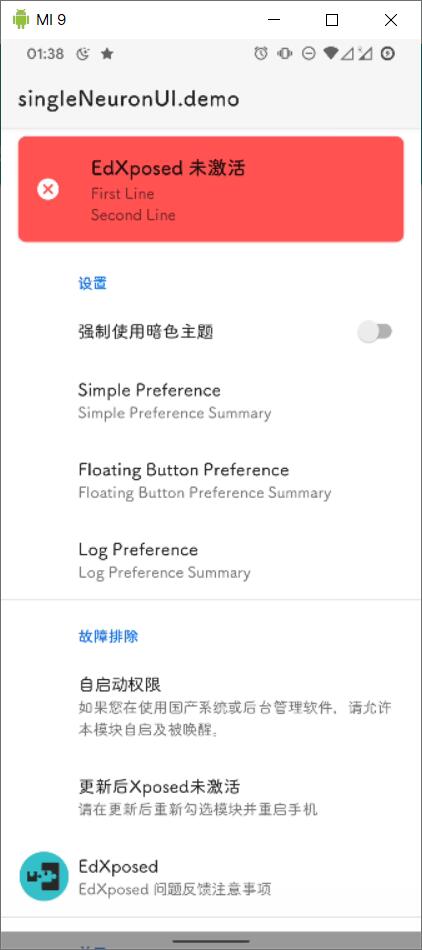 MI 9
01:38
singleNeuronUI.demo
EdXposed 未激活
First Line
Second Line
设置
强制使用暗色主题
Simple Preference
Simple Preference Summary
Floating Button Preference
Floating Button Preference Summary
Log Preference
Log Preference Summary
故障排除
自启动权限
如果您在使用国产系统或后台管理软件，请允许
本模块自启及被唤醒。
更新后Xposed未激活
请在更新后重新勾选模块并重启手机
EdXposed
EdXposed 问题反馈注意事项